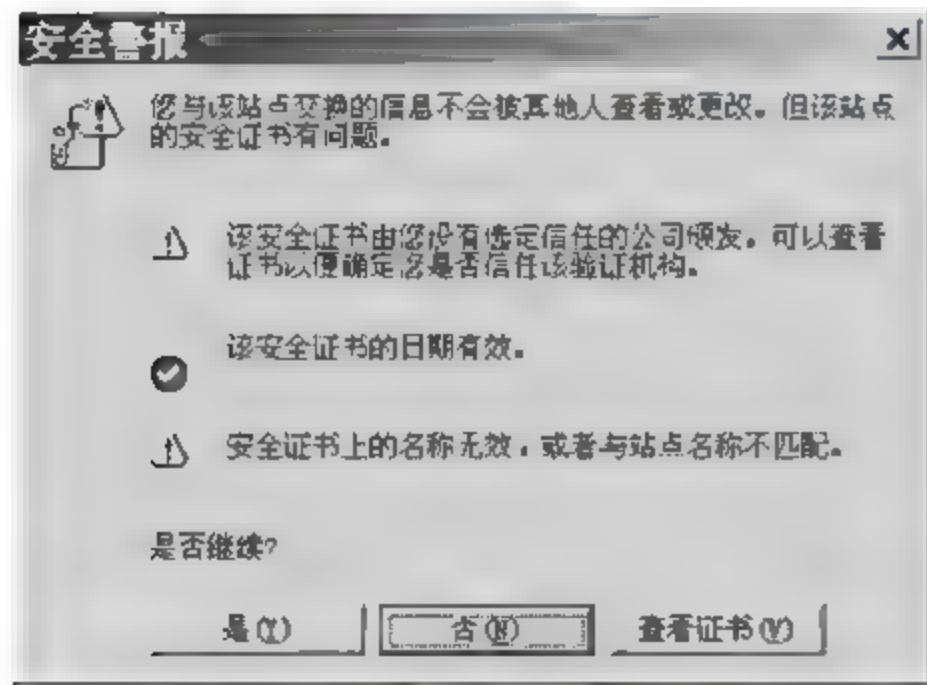 安全警报
您与该站点交换的信息不会被其他人查看或更改。但该站点
的安全证书有问题。
该安全证书由您没有选定信任的公司颁发。可以查看
证书以便确定您是否信任该验证机构。
该安全证书的日期有效。
安全证书上的名称无效，或者与站点名称不匹配。
是否继续?
是(Y)
否(N)
查看证书(V)